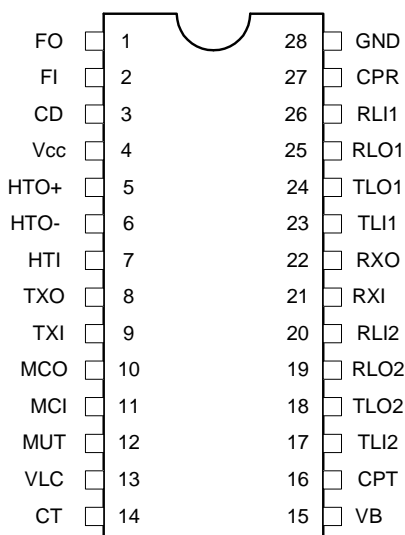 FO 1 28 GND
FI 2 27 CPR
CD 3 26 RLI1
Vcc 4 25 RLO1
HTO+ 5 24 TLO1
HTO- 6 23 TLI1
HTI 7 22 RXO
TXO 8 21 RXI
TXI 9 20 RLI2
MCO 10 19 RLO2
MCI 11 18 TLO2
MUT 12 17 TLI2
VLC 13 16 CPT
CT 14 15 VB